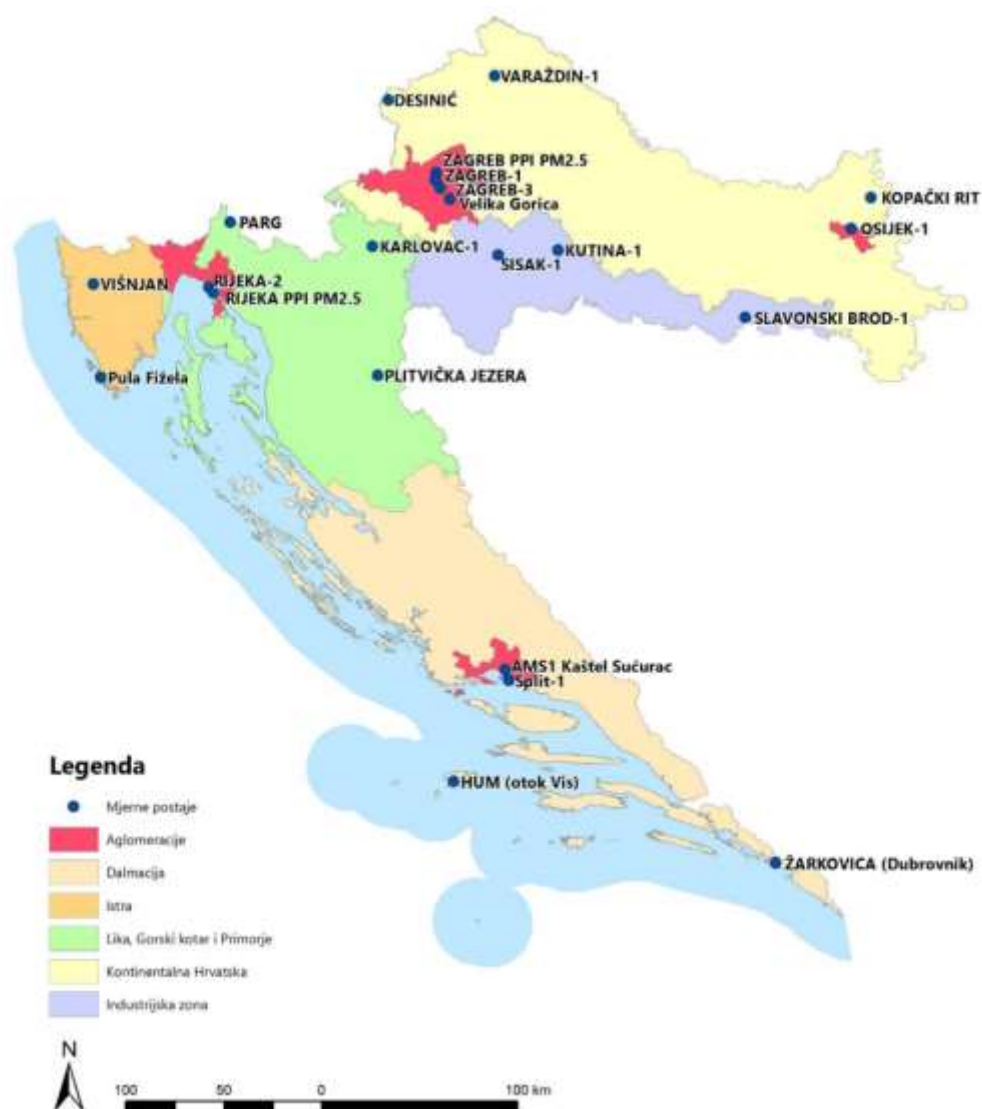 VARAŽDIN-1
DESINIĆ
ZAGREB PPI PM2.5
ZAGREB-1
ZAGREB-3
Velika Gorica
KOPAČKI RIT
PARG
OSIJEK-1
KARLOVAC-1
KUTINA-1
SISAK-1
VIŠNJAN
RIJEKA-2
RIJEKA PPI PM2.5
SLAVONSKI BROD-1
Pula Fižela
PLITVIČKA JEZERA
AMS1 Kaštel Sućurac
Split-1
HUM (otok Vis)
ŽARKOVICA (Dubrovnik)
Legenda
Mjerne postaje
Aglomeracije
Dalmacija
Istra
Lika, Gorski kotar i Primorje
Kontinentalna Hrvatska
Industrijska zona
N
100 50 0 100 km